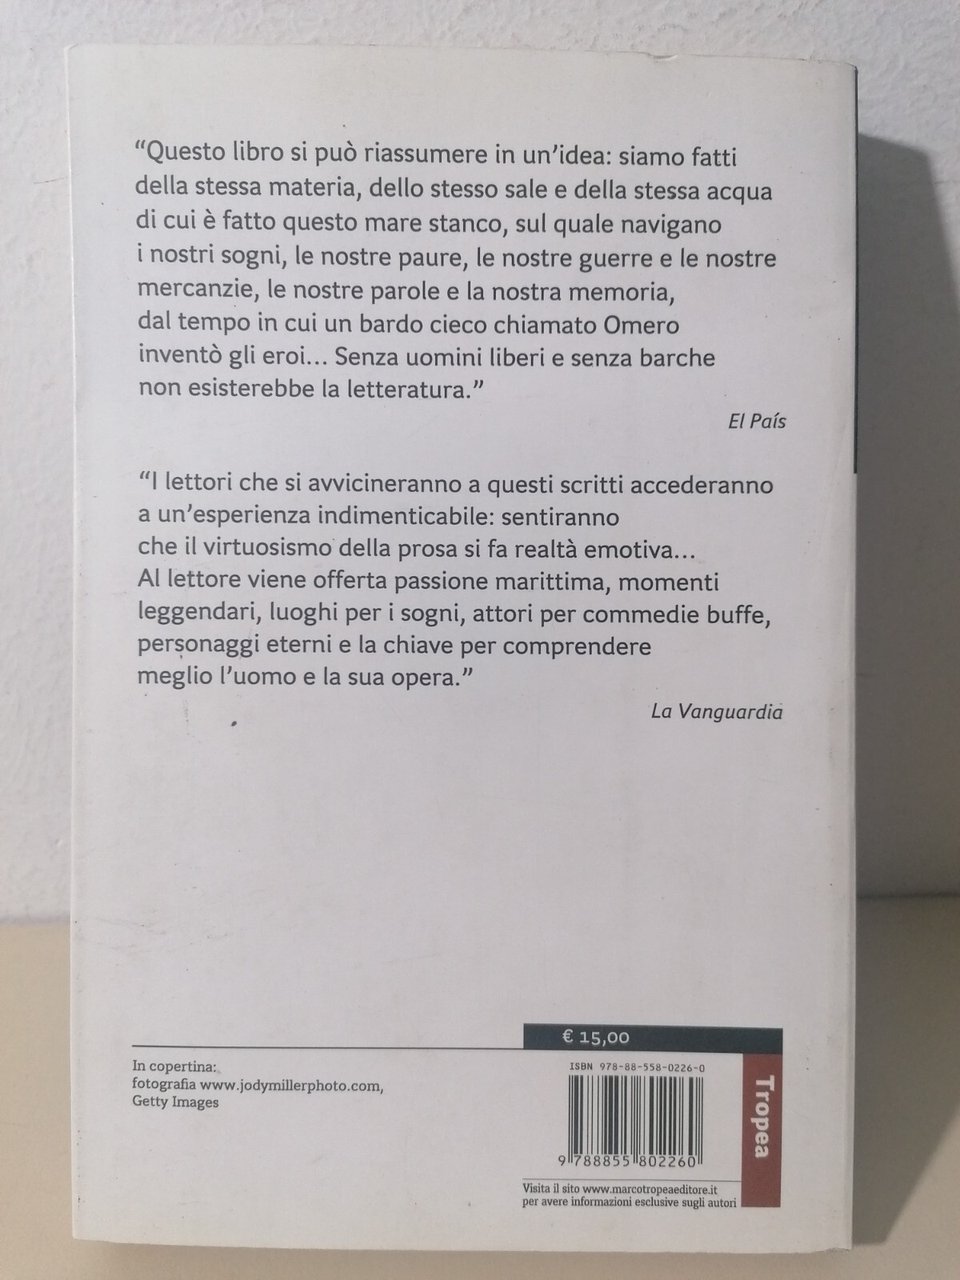 “Questo libro si può riassumere in un’idea: siamo fatti
della stessa materia, dello stesso sale e della stessa acqua
di cui è fatto questo mare stanco, sul quale navigano
i nostri sogni, le nostre paure, le nostre guerre e le nostre
mercanzie, le nostre parole e la nostra memoria,
dal tempo in cui un bardo cieco chiamato Omero
inventò gli eroi... Senza uomini liberi e senza barche
non esisterebbe la letteratura.”
El País
“I lettori che si avvicineranno a questi scritti accederanno
a un’esperienza indimenticabile: sentiranno
che il virtuosismo della prosa si fa realtà emotiva...
Al lettore viene offerta passione marittima, momenti
leggendari, luoghi per i sogni, attori per commedie buffe,
personaggi eterni e la chiave per comprendere
meglio l’uomo e la sua opera.”
La Vanguardia
€ 15,00
In copertina:
fotografia www.jodymillerphoto.com,
Getty Images
ISBN 978-88-558-0226-0
9 788855 802260
Tropea
Visita il sito www.marcotropeaeditore.it
per avere informazioni esclusive sugli autori